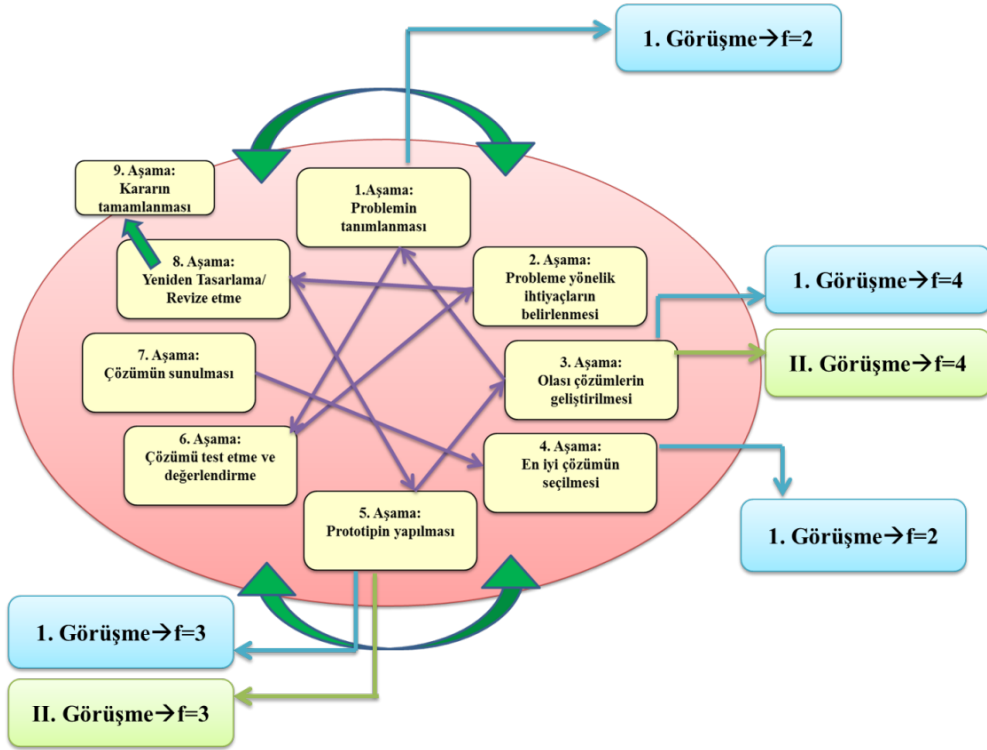 1. Görüşme→f=2
9. Aşama:
Kararın
tamamlanması
1.Aşama:
Problemin
tanımlanması
8. Aşama:
Yeniden Tasarlama/
Revize etme
2. Aşama:
Probleme yönelik
ihtiyaçların
belirlenmesi
1. Görüşme→f=4
II. Görüşme→f=4
7. Aşama:
Çözümün sunulması
3. Aşama:
Olası çözümlerin
geliştirilmesi
6. Aşama:
Çözümü test etme ve
değerlendirme
4. Aşama:
En iyi çözümün
seçilmesi
5. Aşama:
Prototipin yapılması
1. Görüşme→f=2
1. Görüşme→f=3
II. Görüşme→f=3